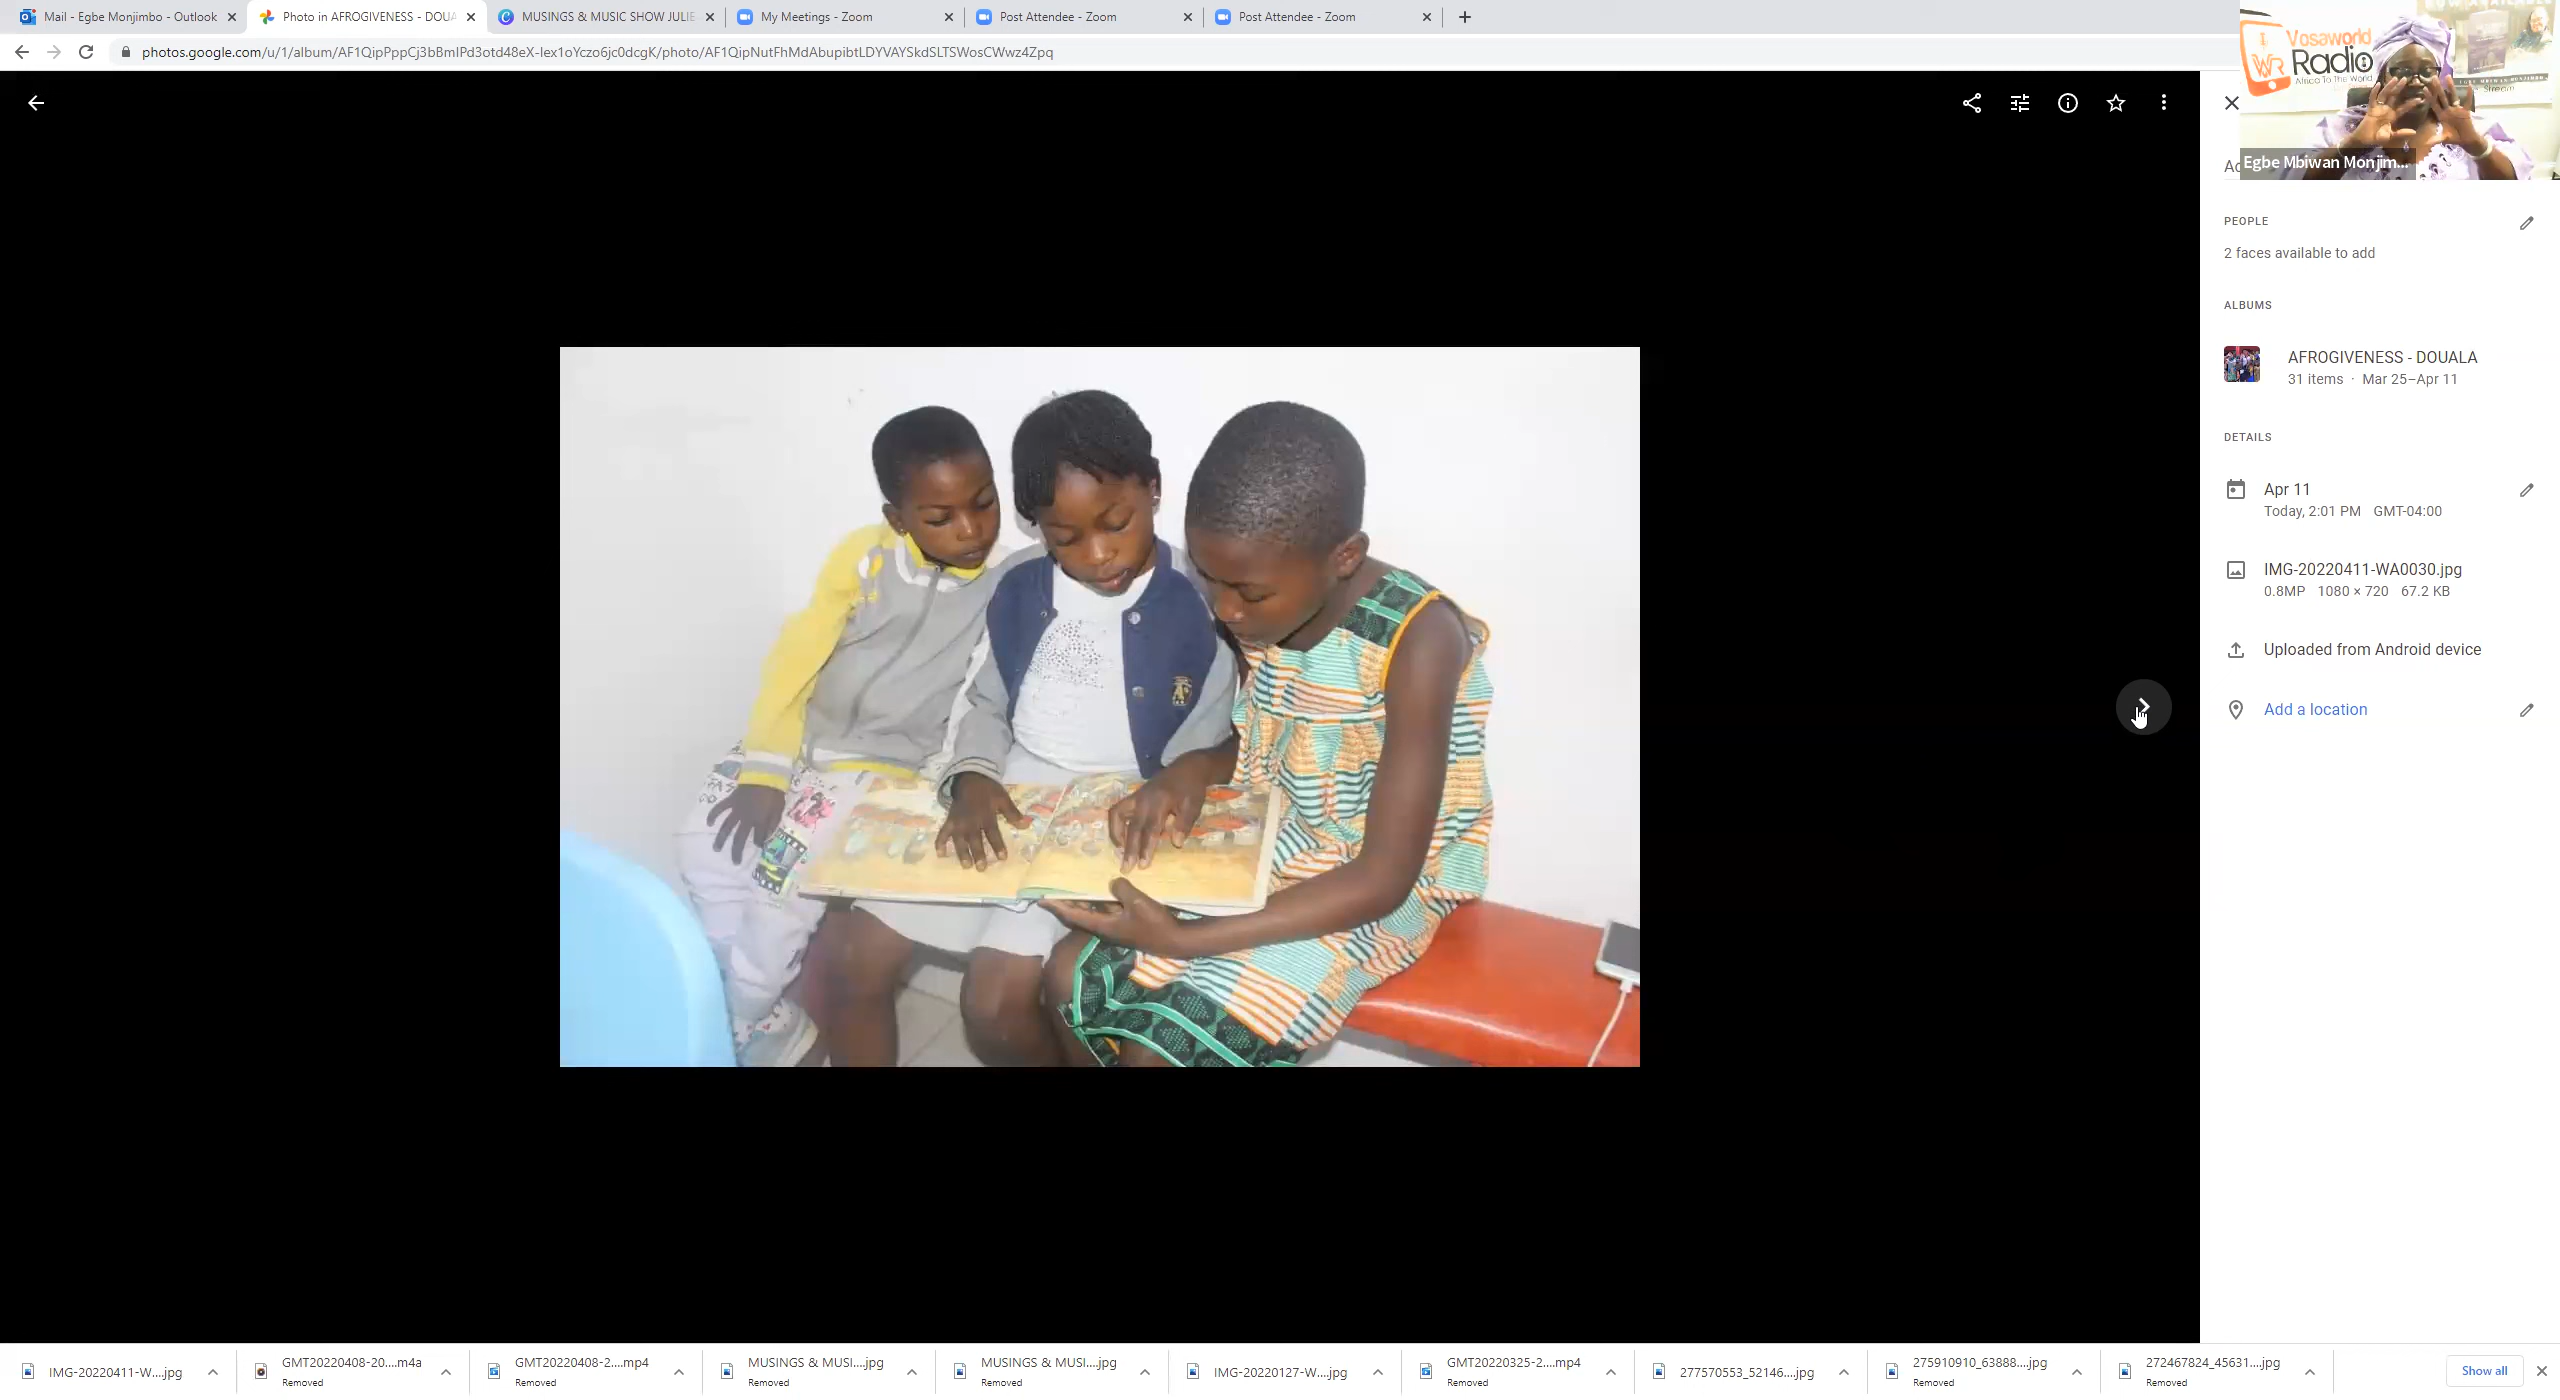 Mail - Egbe Monjimbo - Outlook
Photo in AFROGIVENESS - DOUA
MUSINGS & MUSIC SHOW JULIE
My Meetings - Zoom
Post Attendee - Zoom
Post Attendee - Zoom
photos.google.com/u/1/album/AF1QipPppCj3bBmIPd3otd48eX-lex1oYczo6jc0dcgK/photo/AF1QipNutFhMdAbupibtLDYVAYSkdSLTSWosCWwz4Zpq
Vosaworld
Radio
Africa To The World
Stream
Egbe Mbiwan Monjim...
PEOPLE
2 faces available to add
ALBUMS
AFROGIVENESS - DOUALA
31 items · Mar 25–Apr 11
DETAILS
Apr 11
Today, 2:01 PM GMT-04:00
IMG-20220411-WA0030.jpg
0.8MP 1080 × 720 67.2 KB
Uploaded from Android device
Add a location
IMG-20220411-W....jpg
GMT20220408-20....m4a
Removed
GMT20220408-2....mp4
Removed
MUSINGS & MUSI....jpg
Removed
MUSINGS & MUSI....jpg
Removed
IMG-20220127-W....jpg
GMT20220325-2....mp4
Removed
277570553_52146....jpg
275910910_63888....jpg
Removed
272467824_45631....jpg
Removed
Show all